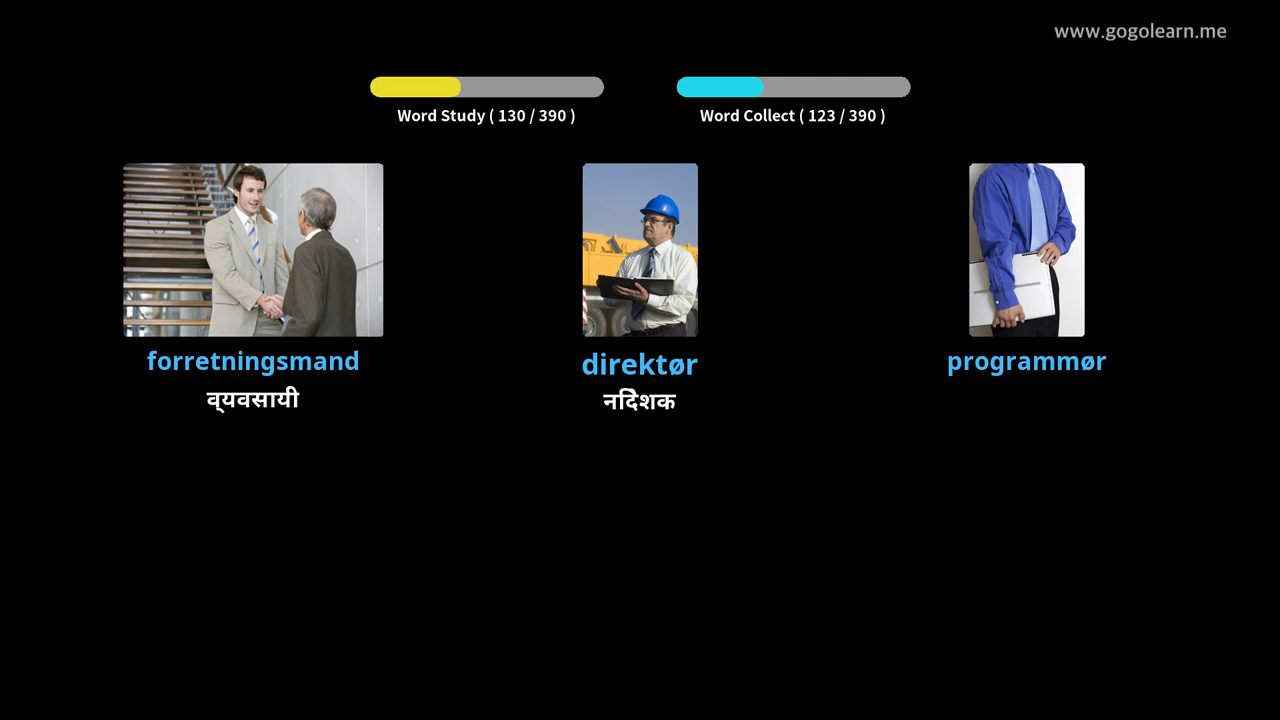 www.gogolearn.me
Word Study ( 130 / 390 )
Word Collect ( 123 / 390 )
forretningsmand
direktør
programmør
व्यवसायी
निदेशक